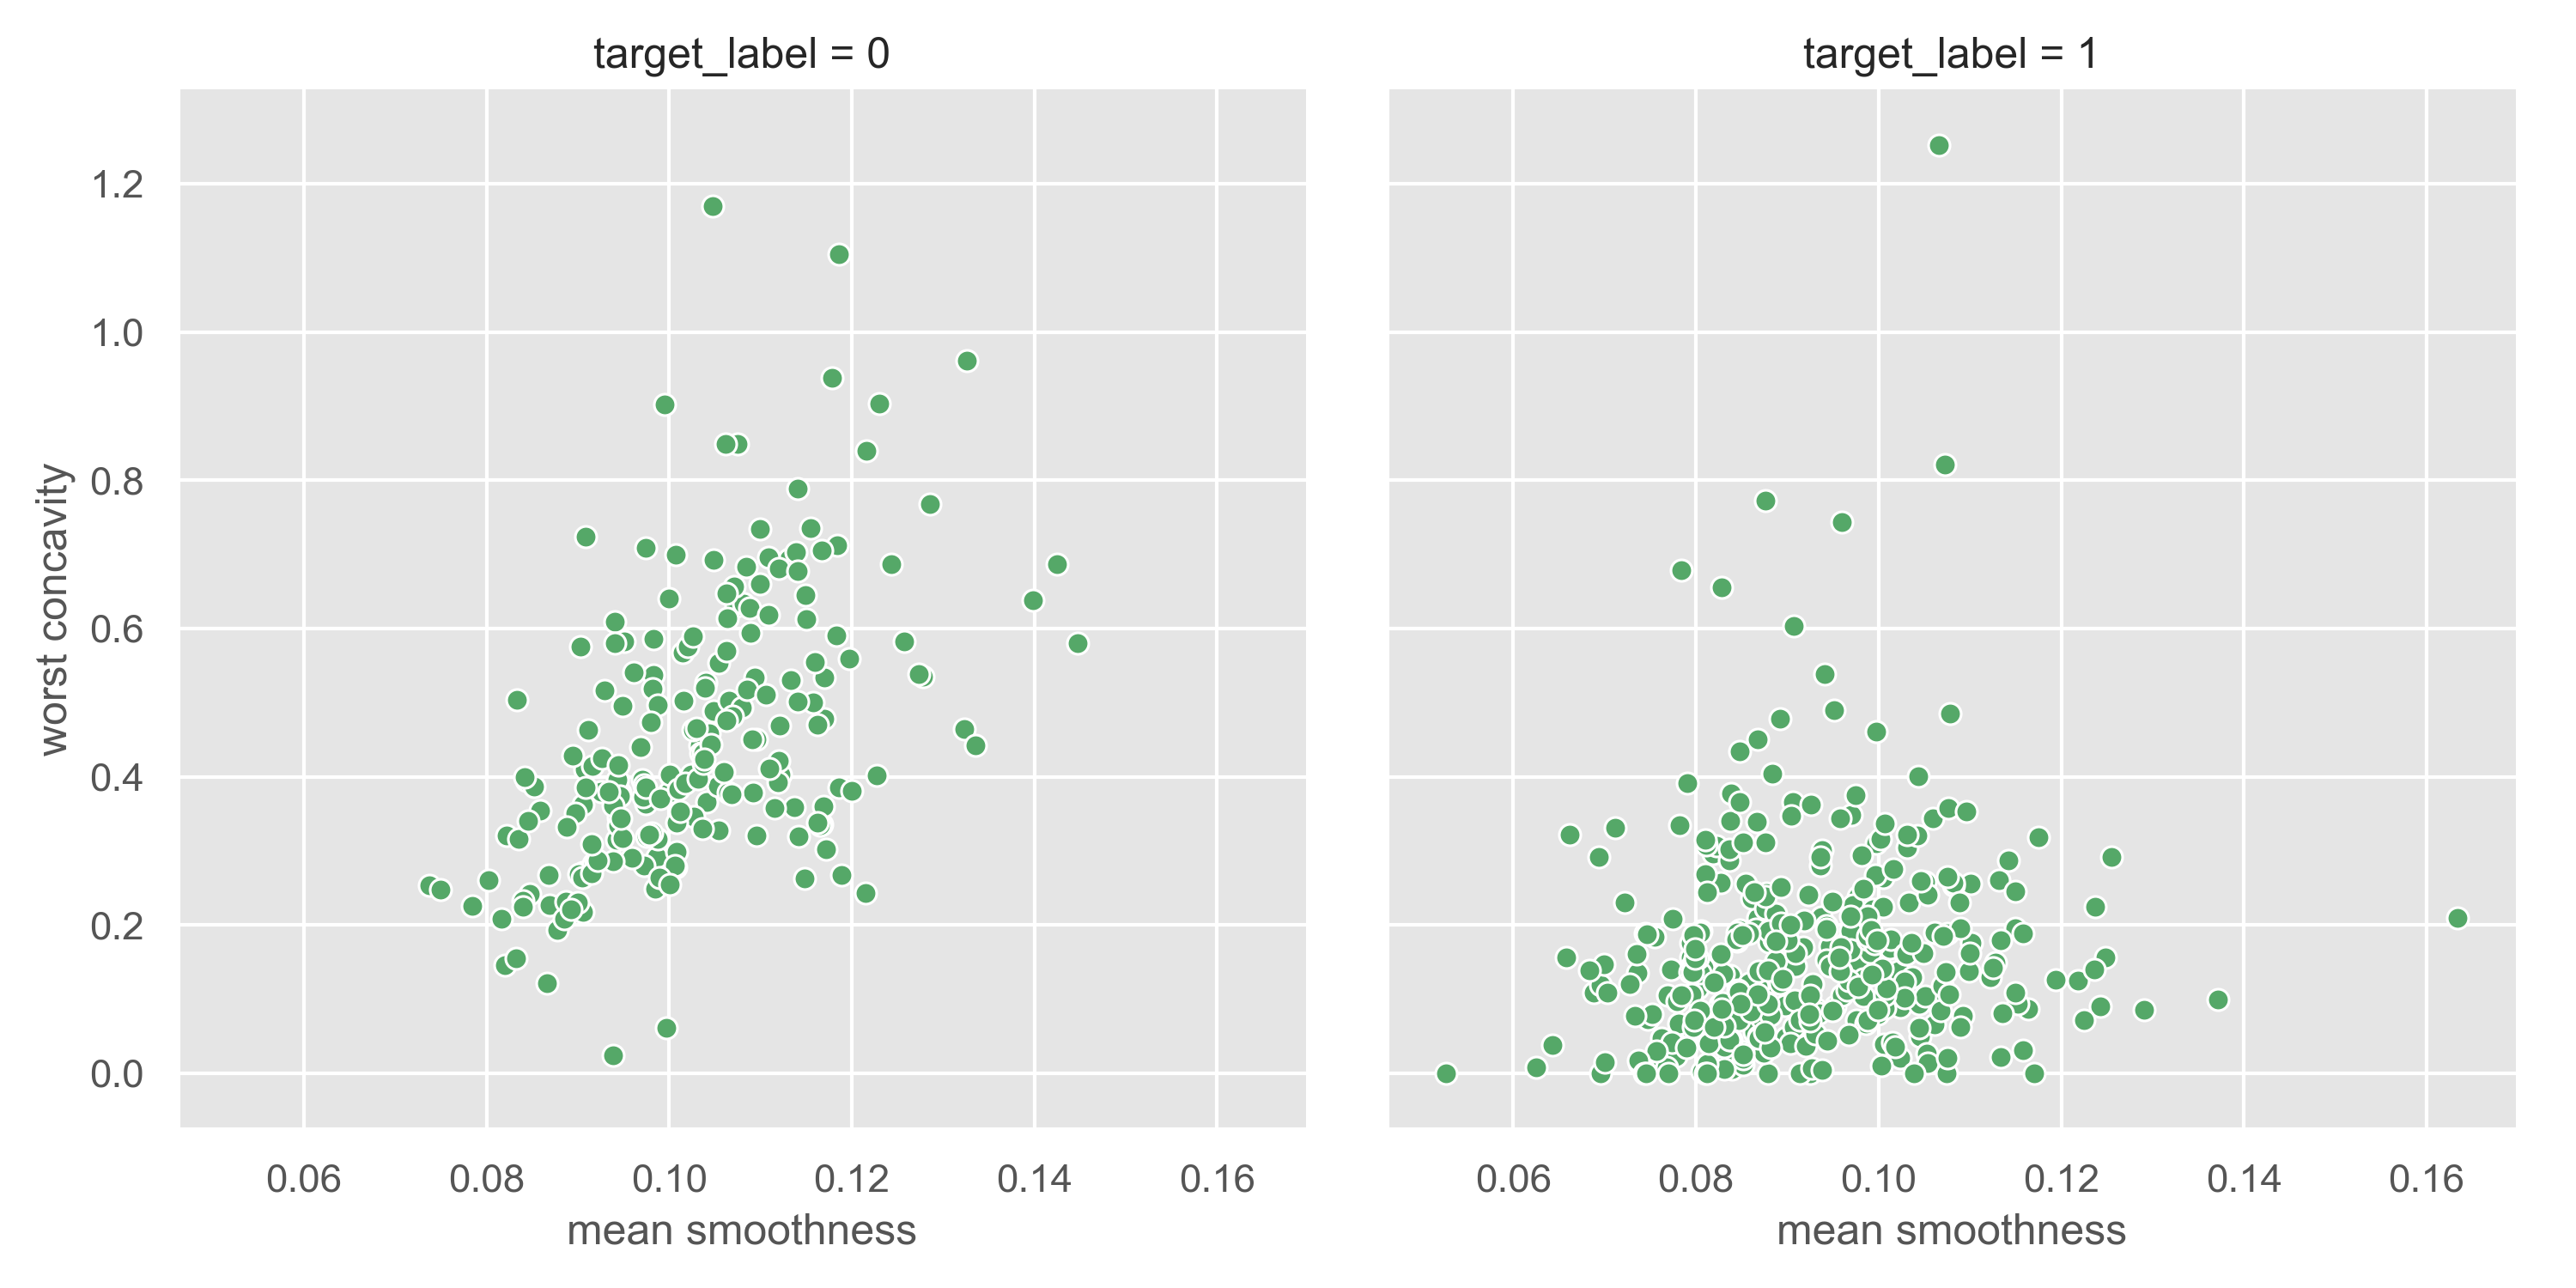 target_label = 0
target_label = 1
1.2
1.0
0.8
0.6
0.4
0.2
0.0
worst concavity
0.06 0.08 0.10 0.12 0.14 0.16
0.06 0.08 0.10 0.12 0.14 0.16
mean smoothness
mean smoothness